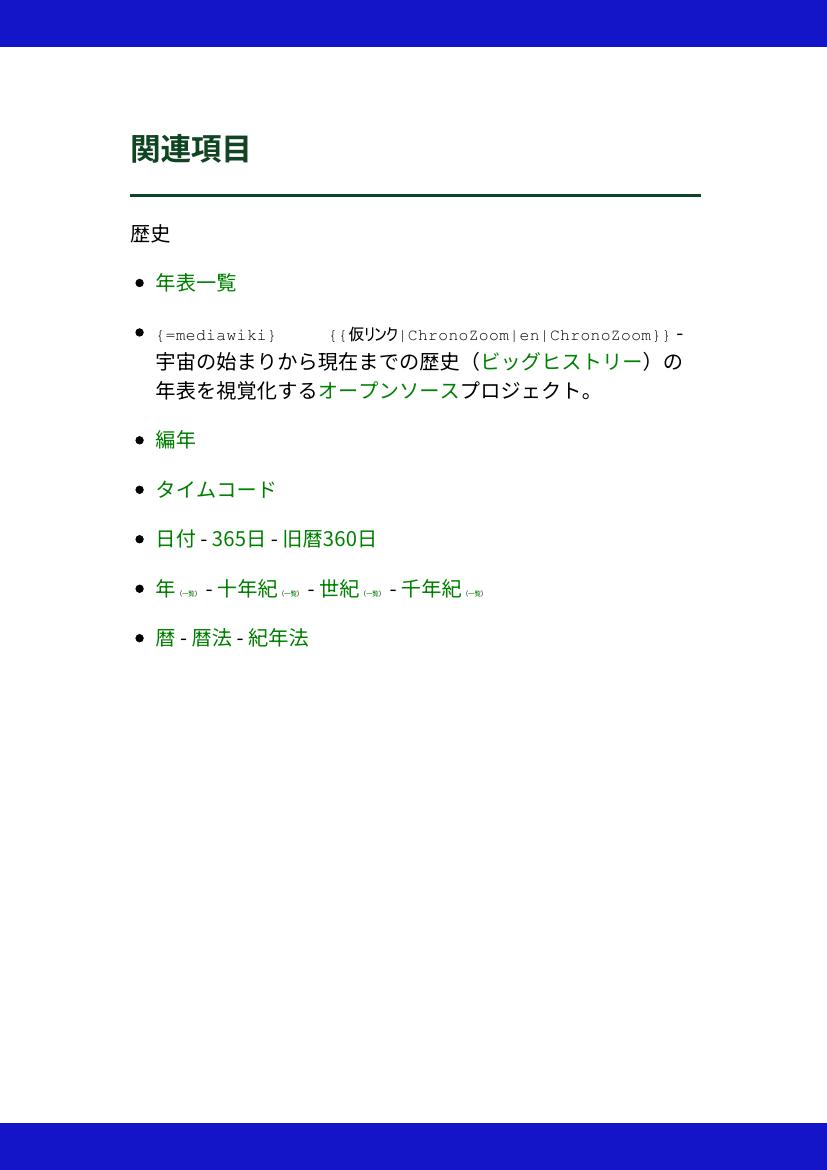 関連項目
歴史
年表一覧
{=mediawiki} {{仮リンク|ChronoZoom|en|ChronoZoom}} -
宇宙の始まりから現在までの歴史（ビッグヒストリー）の
年表を視覚化するオープンソースプロジェクト。
編年
タイムコード
日付 - 365日 - 旧暦360日
年（一覧） - 十年紀（一覧） - 世紀（一覧） - 千年紀（一覧）
暦 - 暦法 - 紀年法